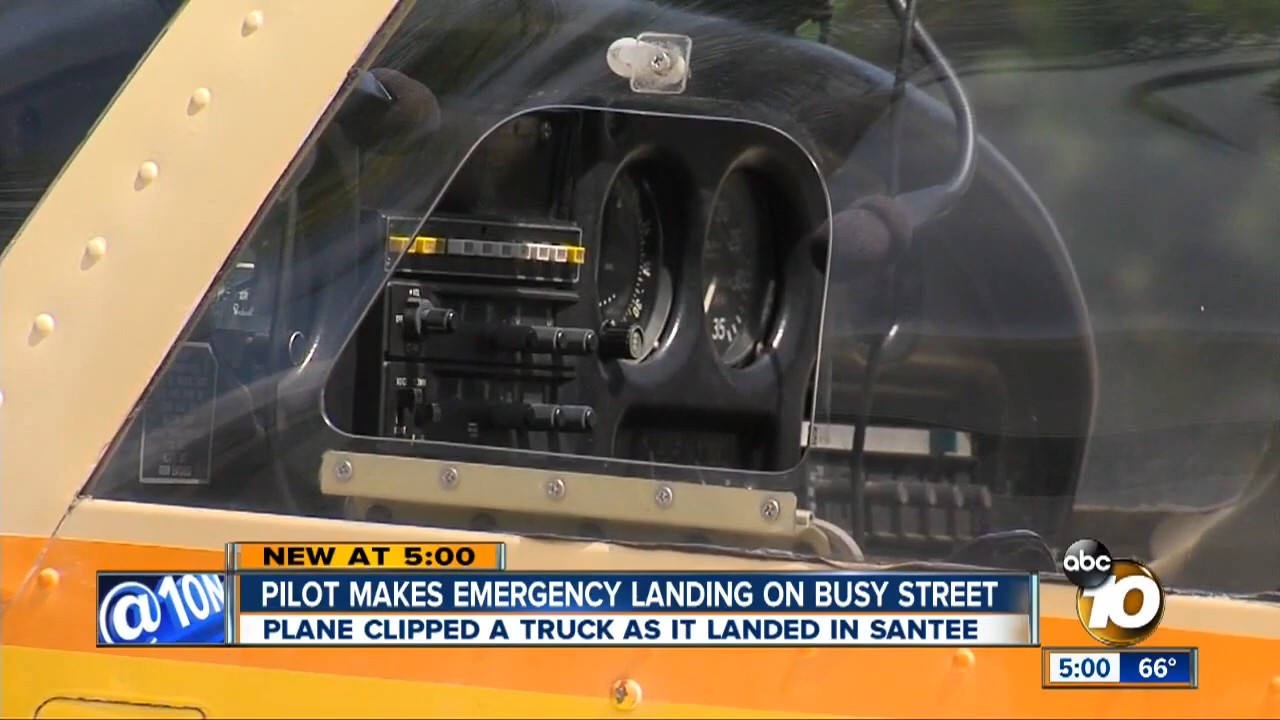 35
NEW AT 5:00
@10N
PILOT MAKES EMERGENCY LANDING ON BUSY STREET
PLANE CLIPPED A TRUCK AS IT LANDED IN SANTEE
abc
10
5:00 66°